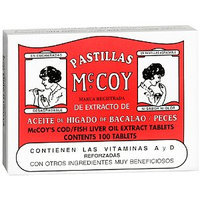 PASTILLAS
McCOY
MARCA REGISTRADA
DE EXTRACTO DE
ACEITE DE HIGADO DE BACALAO Y PECES
McCOY'S COD/FISH LIVER OIL EXTRACT TABLETS
CONTAINS 100 TABLETS
CONTIENEN LAS VITAMINAS A y D
REFORZADAS
CON OTROS INGREDIENTES MUY BENEFICIOSOS